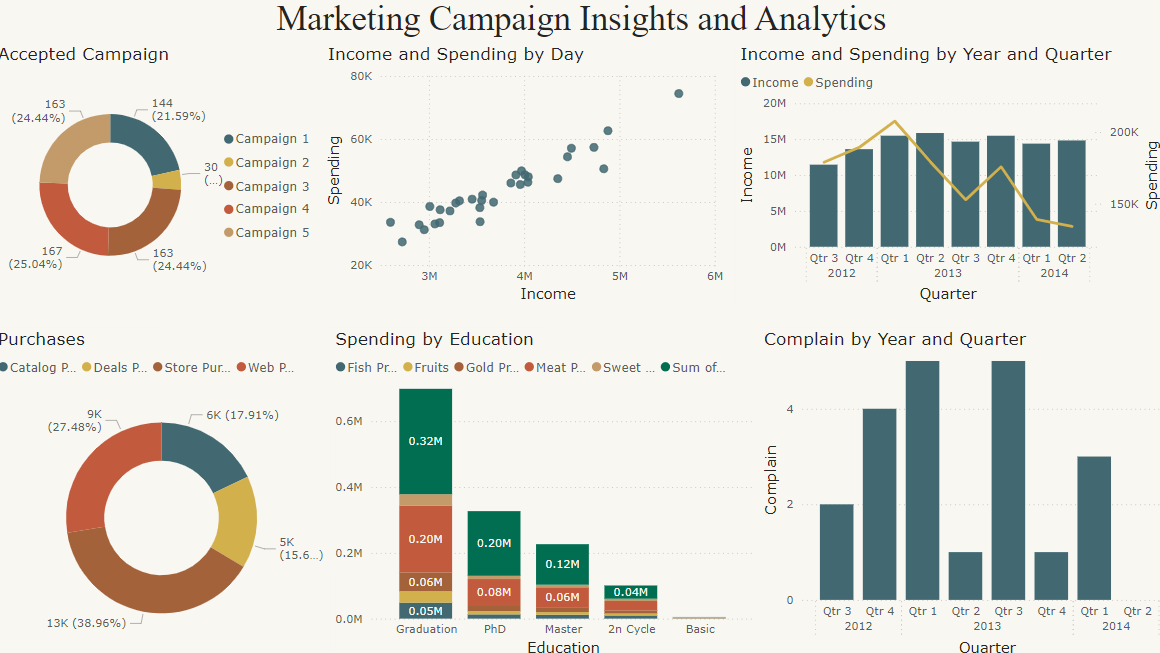 Marketing Campaign Insights and Analytics
Accepted Campaign
163
(24.44%)
144
(21.59%)
30
(...)
163
(24.44%)
167
(25.04%)
Campaign 1
Campaign 2
Campaign 3
Campaign 4
Campaign 5
Income and Spending by Day
80K
60K
40K
20K
Spending
3M 4M 5M 6M
Income
Income and Spending by Year and Quarter
Income Spending
20M
15M
10M
5M
0M
Income
200K
150K
Spending
Qtr 3 Qtr 4 Qtr 1 Qtr 2 Qtr 3 Qtr 4 Qtr 1 Qtr 2
2012 2013 2014
Quarter
Purchases
Catalog P... Deals P... Store Pur... Web P...
9K
(27.48%)
6K (17.91%)
5K
(15.6...)
13K (38.96%)
Spending by Education
Fish Pr... Fruits Gold Pr... Meat P... Sweet ... Sum of...
0.6M
0.4M
0.2M
0.0M
0.32M
0.20M
0.06M
0.05M
0.20M
0.08M
0.12M
0.06M
0.04M
Graduation PhD Master 2n Cycle Basic
Education
Complain by Year and Quarter
4
2
0
Complain
Qtr 3 Qtr 4 Qtr 1 Qtr 2 Qtr 3 Qtr 4 Qtr 1 Qtr 2
2012 2013 2014
Quarter